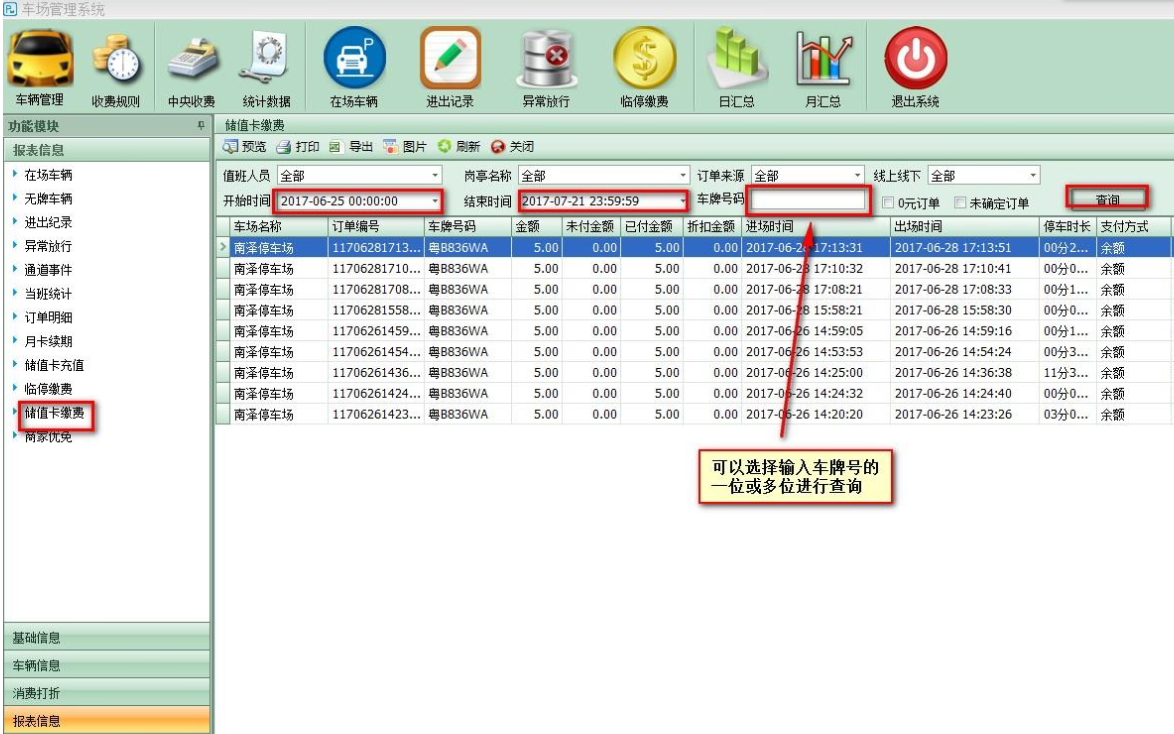 车场管理系统
车辆管理 收费规则 中央收费 统计数据 在场车辆 进出记录 异常放行 临停缴费 日汇总 月汇总 退出系统
功能模块
储值卡缴费
报表信息
预览 打印 导出 图片 刷新 关闭
值班人员 全部 岗亭名称 全部 订单来源 全部 线上线下 全部
开始时间 2017-06-25 00:00:00 结束时间 2017-07-21 23:59:59 车牌号码 0元订单 未确定订单 查询
在场车辆
无牌车辆
进出纪录
异常放行
通道事件
当班统计
订单明细
月卡续期
储值卡充值
临停缴费
储值卡缴费
商家优免
车场名称 订单编号 车牌号码 金额 未付金额 已付金额 折扣金额 进场时间 出场时间 停车时长 支付方式
南泽停车场 11706281713... 粤B836WA 5.00 0.00 5.00 0.00 2017-06-28 17:13:31 2017-06-28 17:13:51 00分2... 余额
南泽停车场 11706281710... 粤B836WA 5.00 0.00 5.00 0.00 2017-06-28 17:10:32 2017-06-28 17:10:41 00分0... 余额
南泽停车场 11706281708... 粤B836WA 5.00 0.00 5.00 0.00 2017-06-28 17:08:21 2017-06-28 17:08:33 00分1... 余额
南泽停车场 11706281558... 粤B836WA 5.00 0.00 5.00 0.00 2017-06-28 15:58:21 2017-06-28 15:58:30 00分0... 余额
南泽停车场 11706261459... 粤B836WA 5.00 0.00 5.00 0.00 2017-06-26 14:59:05 2017-06-26 14:59:16 00分1... 余额
南泽停车场 11706261454... 粤B836WA 5.00 0.00 5.00 0.00 2017-06-26 14:53:53 2017-06-26 14:54:24 00分3... 余额
南泽停车场 11706261436... 粤B836WA 5.00 0.00 5.00 0.00 2017-06-26 14:25:00 2017-06-26 14:36:38 11分3... 余额
南泽停车场 11706261424... 粤B836WA 5.00 0.00 5.00 0.00 2017-06-26 14:24:32 2017-06-26 14:24:40 00分0... 余额
南泽停车场 11706261423... 粤B836WA 5.00 0.00 5.00 0.00 2017-06-26 14:20:20 2017-06-26 14:23:26 03分0... 余额
可以选择输入车牌号的
一位或多位进行查询
基础信息
车辆信息
消费打折
报表信息